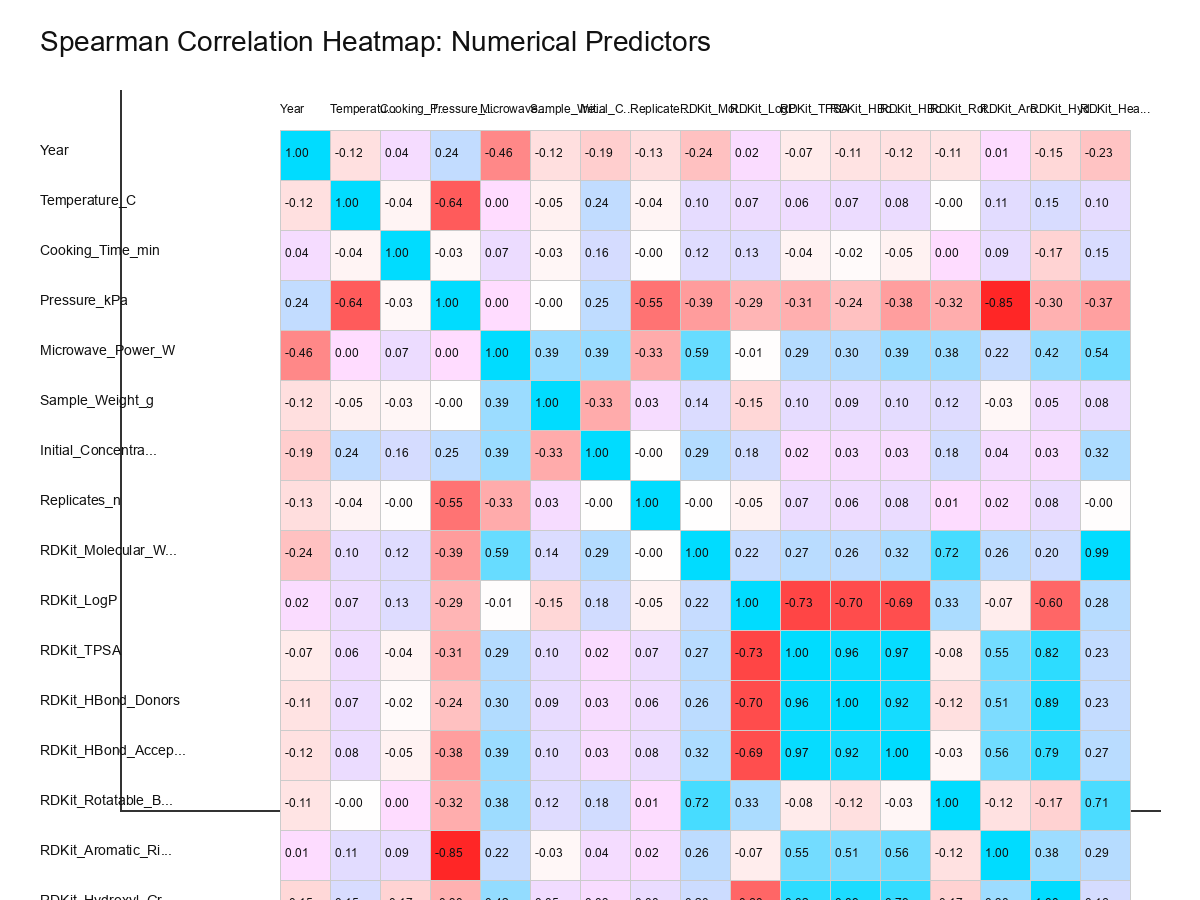 Spearman Correlation Heatmap: Numerical Predictors
Year Temperatu... Cooking_T... Pressure_... Microwave... Sample_We... Initial_C... Replicate... RDKit_Mol... RDKit_LogP RDKit_TPSA RDKit_HBo... RDKit_HBo... RDKit_Rot... RDKit_Aro... RDKit_Hyd... RDKit_Hea...
Year 1.00 -0.12 0.04 0.24 -0.46 -0.12 -0.19 -0.13 -0.24 0.02 -0.07 -0.11 -0.12 -0.11 0.01 -0.15 -0.23
Temperature_C -0.12 1.00 -0.04 -0.64 0.00 -0.05 0.24 -0.04 0.10 0.07 0.06 0.07 0.08 -0.00 0.11 0.15 0.10
Cooking_Time_min 0.04 -0.04 1.00 -0.03 0.07 -0.03 0.16 -0.00 0.12 0.13 -0.04 -0.02 -0.05 0.00 0.09 -0.17 0.15
Pressure_kPa 0.24 -0.64 -0.03 1.00 0.00 -0.00 0.25 -0.55 -0.39 -0.29 -0.31 -0.24 -0.38 -0.32 -0.85 -0.30 -0.37
Microwave_Power_W -0.46 0.00 0.07 0.00 1.00 0.39 0.39 -0.33 0.59 -0.01 0.29 0.30 0.39 0.38 0.22 0.42 0.54
Sample_Weight_g -0.12 -0.05 -0.03 -0.00 0.39 1.00 -0.33 0.03 0.14 -0.15 0.10 0.09 0.10 0.12 -0.03 0.05 0.08
Initial_Concentra... -0.19 0.24 0.16 0.25 0.39 -0.33 1.00 -0.00 0.29 0.18 0.02 0.03 0.03 0.18 0.04 0.03 0.32
Replicates_n -0.13 -0.04 -0.00 -0.55 -0.33 0.03 -0.00 1.00 -0.00 -0.05 0.07 0.06 0.08 0.01 0.02 0.08 -0.00
RDKit_Molecular_W... -0.24 0.10 0.12 -0.39 0.59 0.14 0.29 -0.00 1.00 0.22 0.27 0.26 0.32 0.72 0.26 0.20 0.99
RDKit_LogP 0.02 0.07 0.13 -0.29 -0.01 -0.15 0.18 -0.05 0.22 1.00 -0.73 -0.70 -0.69 0.33 -0.07 -0.60 0.28
RDKit_TPSA -0.07 0.06 -0.04 -0.31 0.29 0.10 0.02 0.07 0.27 -0.73 1.00 0.96 0.97 -0.08 0.55 0.82 0.23
RDKit_HBond_Donors -0.11 0.07 -0.02 -0.24 0.30 0.09 0.03 0.06 0.26 -0.70 0.96 1.00 0.92 -0.12 0.51 0.89 0.23
RDKit_HBond_Accep... -0.12 0.08 -0.05 -0.38 0.39 0.10 0.03 0.08 0.32 -0.69 0.97 0.92 1.00 -0.03 0.56 0.79 0.27
RDKit_Rotatable_B... -0.11 -0.00 0.00 -0.32 0.38 0.12 0.18 0.01 0.72 0.33 -0.08 -0.12 -0.03 1.00 -0.12 -0.17 0.71
RDKit_Aromatic_Ri... 0.01 0.11 0.09 -0.85 0.22 -0.03 0.04 0.02 0.26 -0.07 0.55 0.51 0.56 -0.12 1.00 0.38 0.29